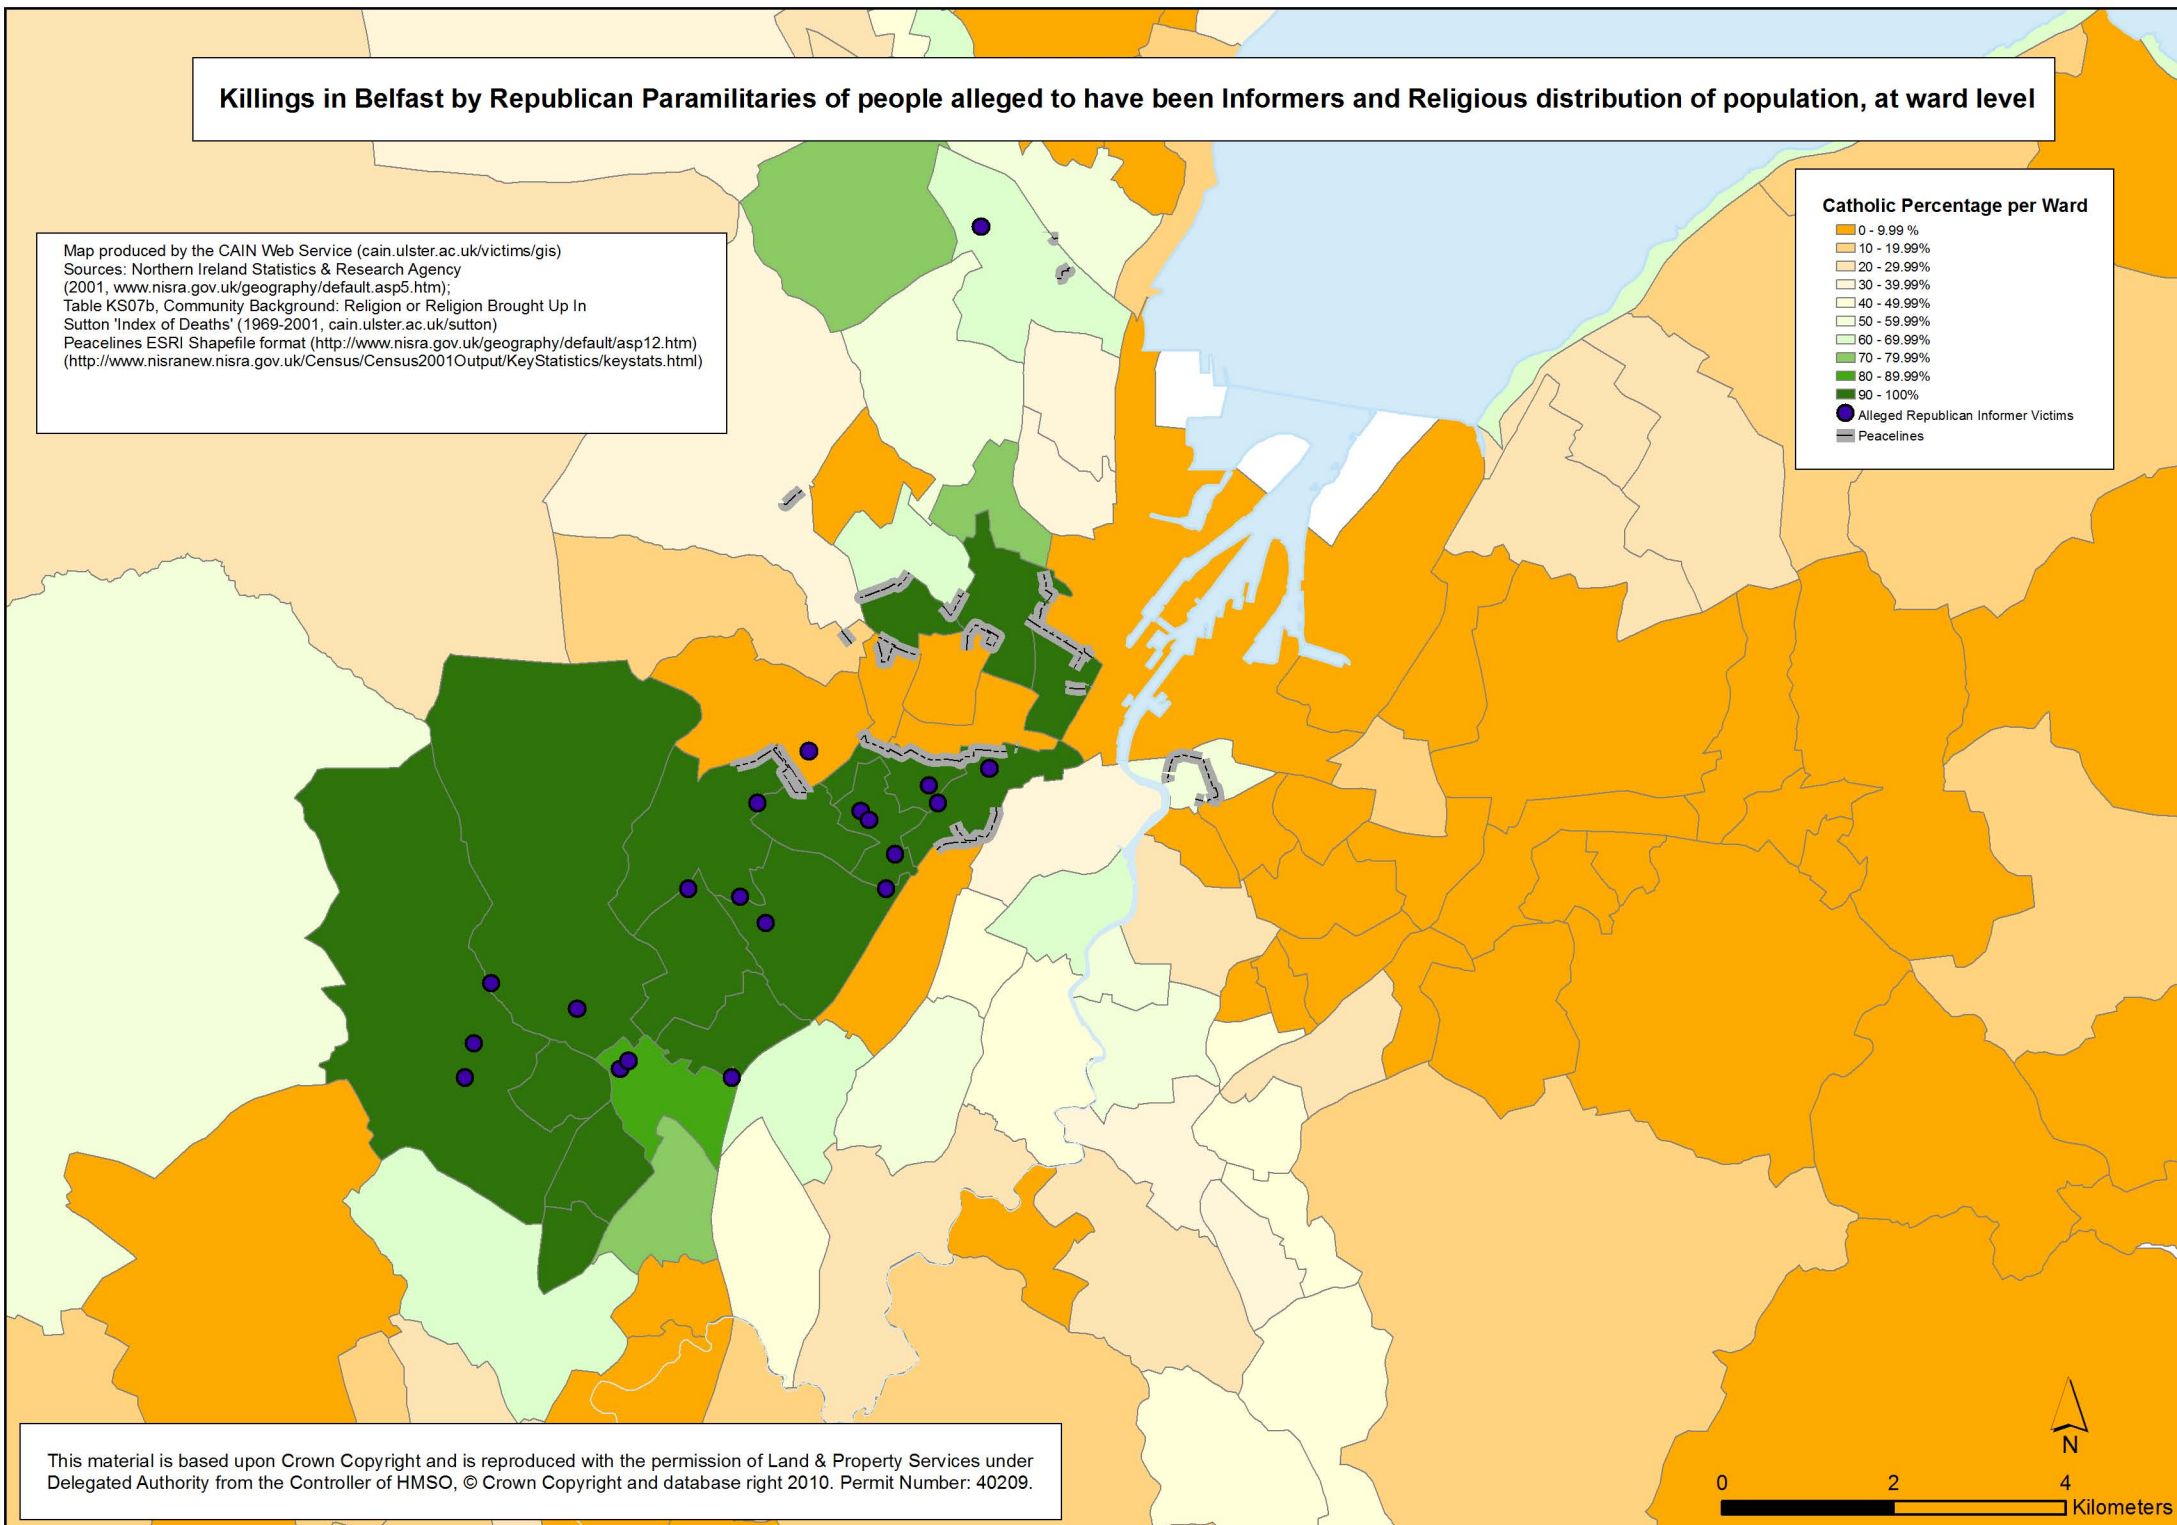 Killings in Belfast by Republican Paramilitaries of people alleged to have been Informers and Religious distribution of population, at ward level
Map produced by the CAIN Web Service (cain.ulster.ac.uk/victims/gis)
Sources: Northern Ireland Statistics & Research Agency
(2001, www.nisra.gov.uk/geography/default.asp5.htm);
Table KS07b, Community Background: Religion or Religion Brought Up In
Sutton 'Index of Deaths' (1969-2001, cain.ulster.ac.uk/sutton)
Peacelines ESRI Shapefile format (http://www.nisra.gov.uk/geography/default/asp12.htm)
(http://www.nisranew.nisra.gov.uk/Census/Census2001Output/KeyStatistics/keystats.html)
Catholic Percentage per Ward
0 - 9.99 %
10 - 19.99%
20 - 29.99%
30 - 39.99%
40 - 49.99%
50 - 59.99%
60 - 69.99%
70 - 79.99%
80 - 89.99%
90 - 100%
Alleged Republican Informer Victims
Peacelines
This material is based upon Crown Copyright and is reproduced with the permission of Land & Property Services under
Delegated Authority from the Controller of HMSO, © Crown Copyright and database right 2010. Permit Number: 40209.
N
0 2 4
Kilometers